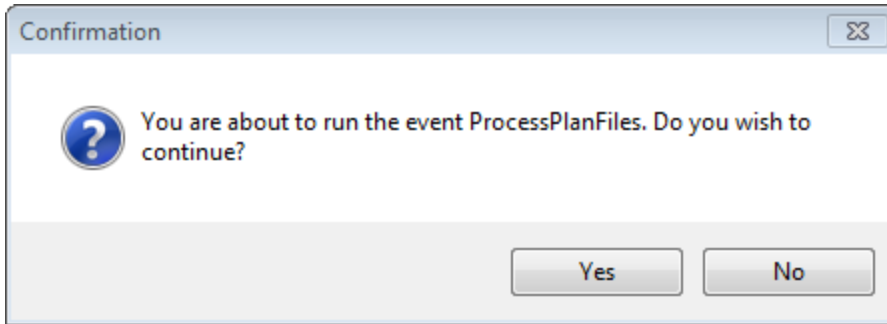 Confirmation
You are about to run the event ProcessPlanFiles. Do you wish to
continue?
Yes
No